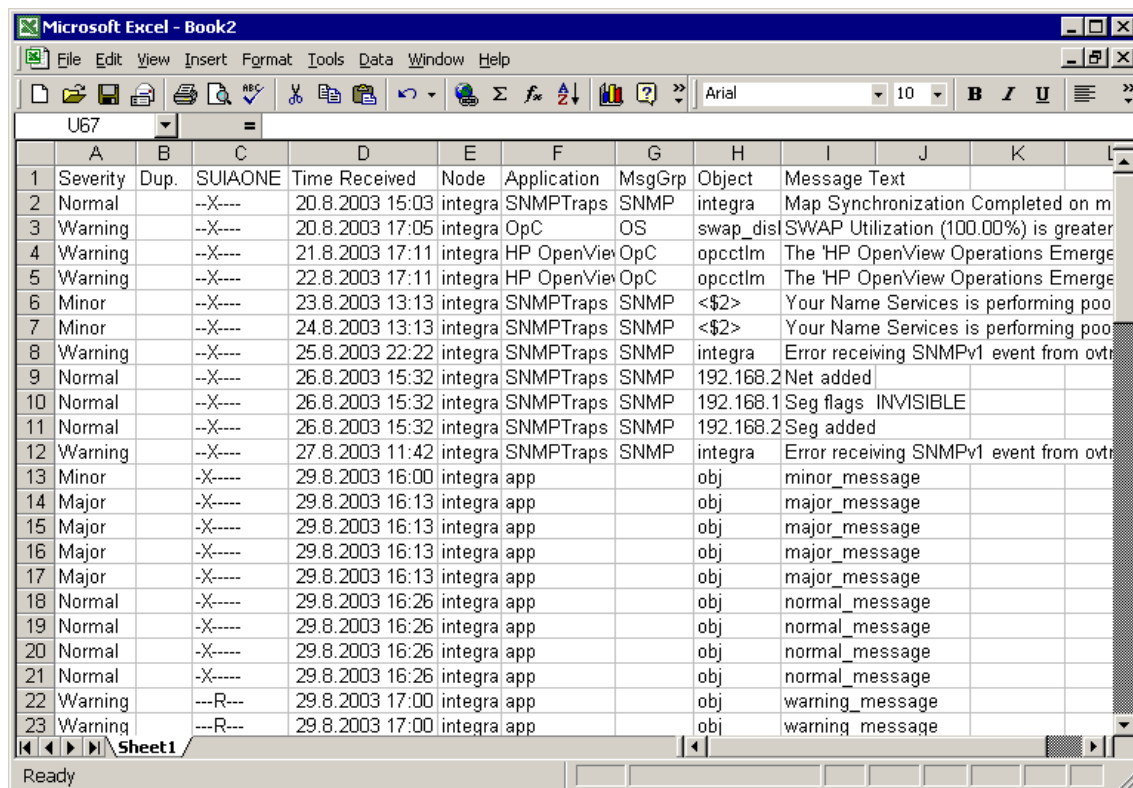 Microsoft Excel - Book2
File Edit View Insert Format Tools Data Window Help
ABC Σ fx Arial 10 B I U
U67 =
A B C D E F G H I J K L
1 Severity Dup. SUIAONE Time Received Node Application MsgGrp Object Message Text
2 Normal --X---- 20.8.2003 15:03 integra SNMPTraps SNMP integra Map Synchronization Completed on m
3 Warning --X---- 20.8.2003 17:05 integra OpC OS swap_disl SWAP Utilization (100.00%) is greater
4 Warning --X---- 21.8.2003 17:11 integra HP OpenVie OpC opcctlm The 'HP OpenView Operations Emerge
5 Warning --X---- 22.8.2003 17:11 integra HP OpenVie OpC opcctlm The 'HP OpenView Operations Emerge
6 Minor --X---- 23.8.2003 13:13 integra SNMPTraps SNMP <$2> Your Name Services is performing poo
7 Minor --X---- 24.8.2003 13:13 integra SNMPTraps SNMP <$2> Your Name Services is performing poo
8 Warning --X---- 25.8.2003 22:22 integra SNMPTraps SNMP integra Error receiving SNMPv1 event from ovtr
9 Normal --X---- 26.8.2003 15:32 integra SNMPTraps SNMP 192.168.2 Net added
10 Normal --X---- 26.8.2003 15:32 integra SNMPTraps SNMP 192.168.1 Seg flags INVISIBLE
11 Normal --X---- 26.8.2003 15:32 integra SNMPTraps SNMP 192.168.2 Seg added
12 Warning --X---- 27.8.2003 11:42 integra SNMPTraps SNMP integra Error receiving SNMPv1 event from ovtr
13 Minor -X----- 29.8.2003 16:00 integra app obj minor_message
14 Major -X----- 29.8.2003 16:13 integra app obj major_message
15 Major -X----- 29.8.2003 16:13 integra app obj major_message
16 Major -X----- 29.8.2003 16:13 integra app obj major_message
17 Major -X----- 29.8.2003 16:13 integra app obj major_message
18 Normal -X----- 29.8.2003 16:26 integra app obj normal_message
19 Normal -X----- 29.8.2003 16:26 integra app obj normal_message
20 Normal -X----- 29.8.2003 16:26 integra app obj normal_message
21 Normal -X----- 29.8.2003 16:26 integra app obj normal_message
22 Warning ---R--- 29.8.2003 17:00 integra app obj warning_message
23 Warning ---R--- 29.8.2003 17:00 integra app obj warning message
Sheet1
Ready